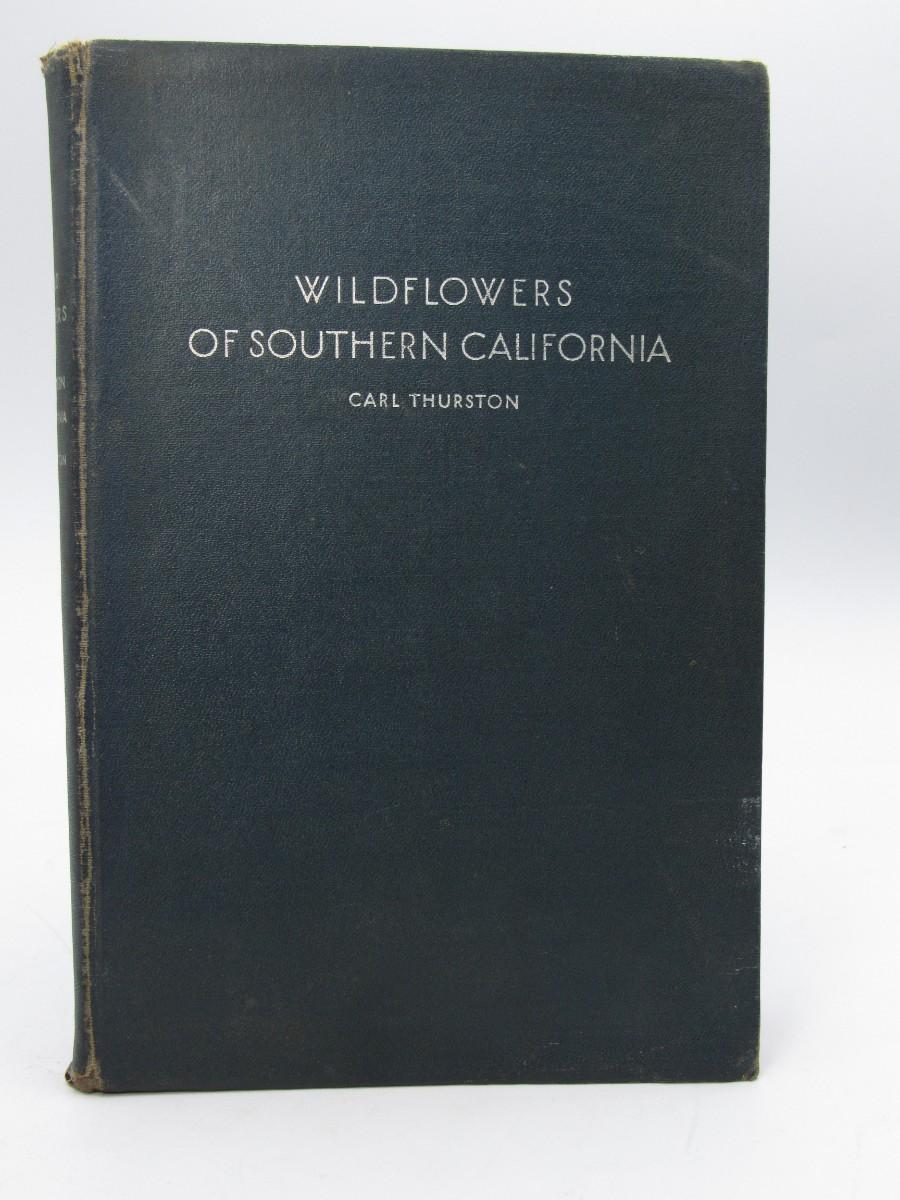 WILDFLOWERS
OF SOUTHERN CALIFORNIA
CARL THURSTON